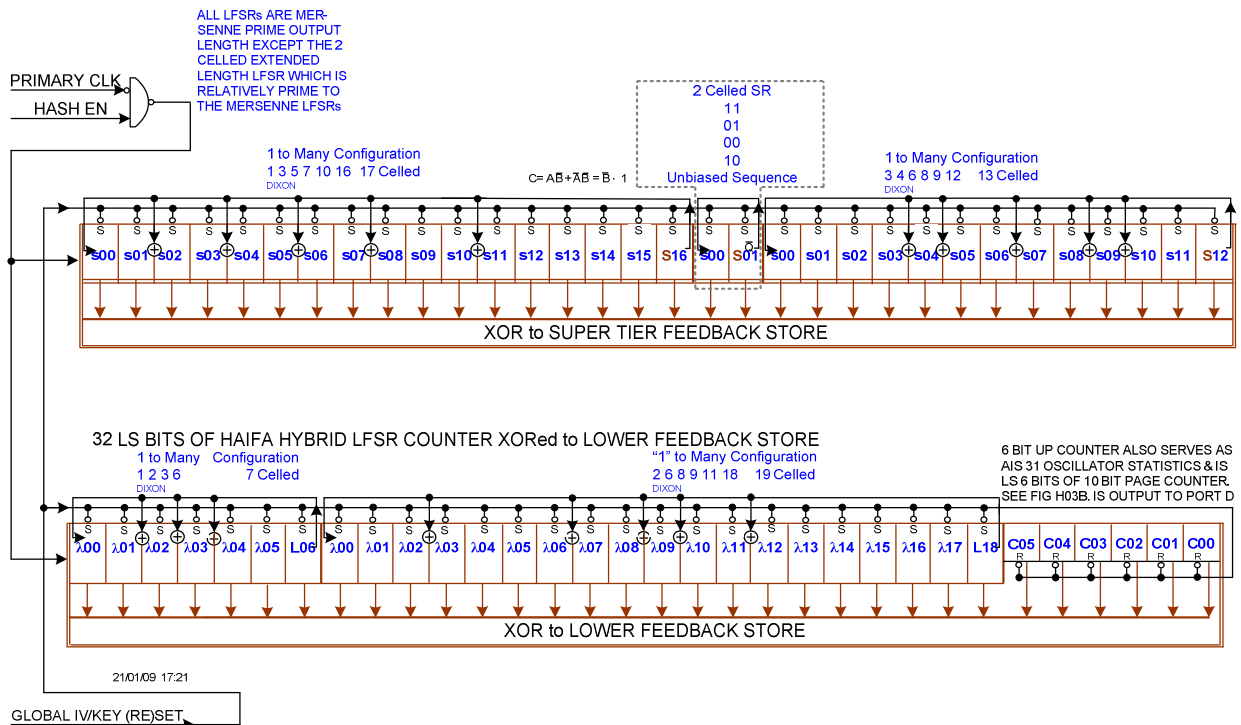 ALL LFSRs ARE MER-
SENNE PRIME OUTPUT
LENGTH EXCEPT THE 2
CELLED EXTENDED
LENGTH LFSR WHICH IS
RELATIVELY PRIME TO
THE MERSENNE LFSRs
PRIMARY CLK
HASH EN
2 Celled SR
11
01
00
10
Unbiased Sequence
1 to Many Configuration
1 3 5 7 10 16 17 Celled
DIXON
C= AB̅+A̅B̅ = B̅ · 1
1 to Many Configuration
3 4 6 8 9 12 13 Celled
DIXON
S S S S S S S S S S S S S S S S S S S S S S S S S S S S S S S S
s00 s01 s02 s03 s04 s05 s06 s07 s08 s09 s10 s11 s12 s13 s14 s15 S16 s00 S01 s00 s01 s02 s03 s04 s05 s06 s07 s08 s09 s10 s11 S12
XOR to SUPER TIER FEEDBACK STORE
32 LS BITS OF HAIFA HYBRID LFSR COUNTER XORed to LOWER FEEDBACK STORE
1 to Many Configuration
1 2 3 6 7 Celled
DIXON
“1” to Many Configuration
2 6 8 9 11 18 19 Celled
DIXON
6 BIT UP COUNTER ALSO SERVES AS
AIS 31 OSCILLATOR STATISTICS & IS
LS 6 BITS OF 10 BIT PAGE COUNTER.
SEE FIG H03B. IS OUTPUT TO PORT D
S S S S S S S S S S S S S S S S S S S S S S S S S S
λ00 λ01 λ02 λ03 λ04 λ05 L06 λ00 λ01 λ02 λ03 λ04 λ05 λ06 λ07 λ08 λ09 λ10 λ11 λ12 λ13 λ14 λ15 λ16 λ17 L18 C05 C04 C03 C02 C01 C00
R R R R R R
XOR to LOWER FEEDBACK STORE
21/01/09 17:21
GLOBAL IV/KEY (RE)SET